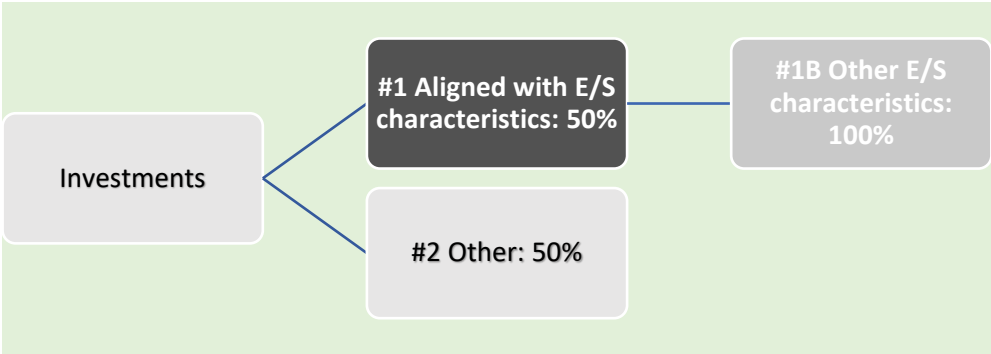 Investments
#1 Aligned with E/S
characteristics: 50%
#1B Other E/S
characteristics:
100%
#2 Other: 50%